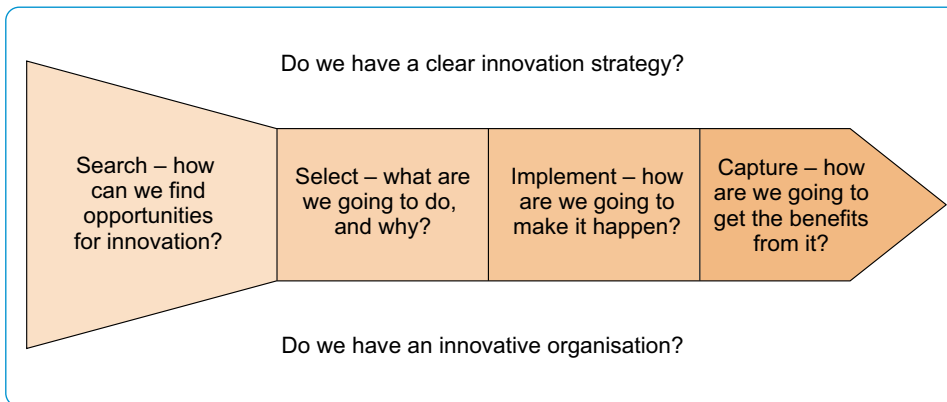 Do we have a clear innovation strategy?
Search – how
can we find
opportunities
for innovation?
Select – what are
we going to do,
and why?
Implement – how
are we going to
make it happen?
Capture – how
are we going to
get the benefits
from it?
Do we have an innovative organisation?